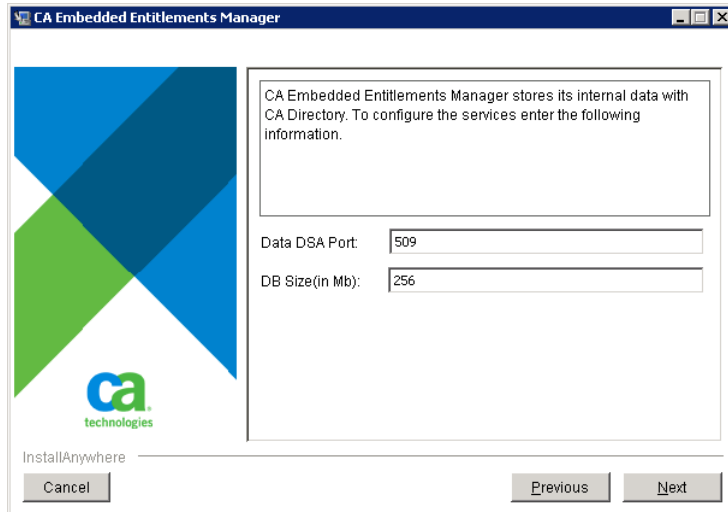 CA Embedded Entitlements Manager
CA Embedded Entitlements Manager stores its internal data with
CA Directory. To configure the services enter the following
information.
Data DSA Port: 509
DB Size(in Mb): 256
ca
technologies
InstallAnywhere
Cancel Previous Next